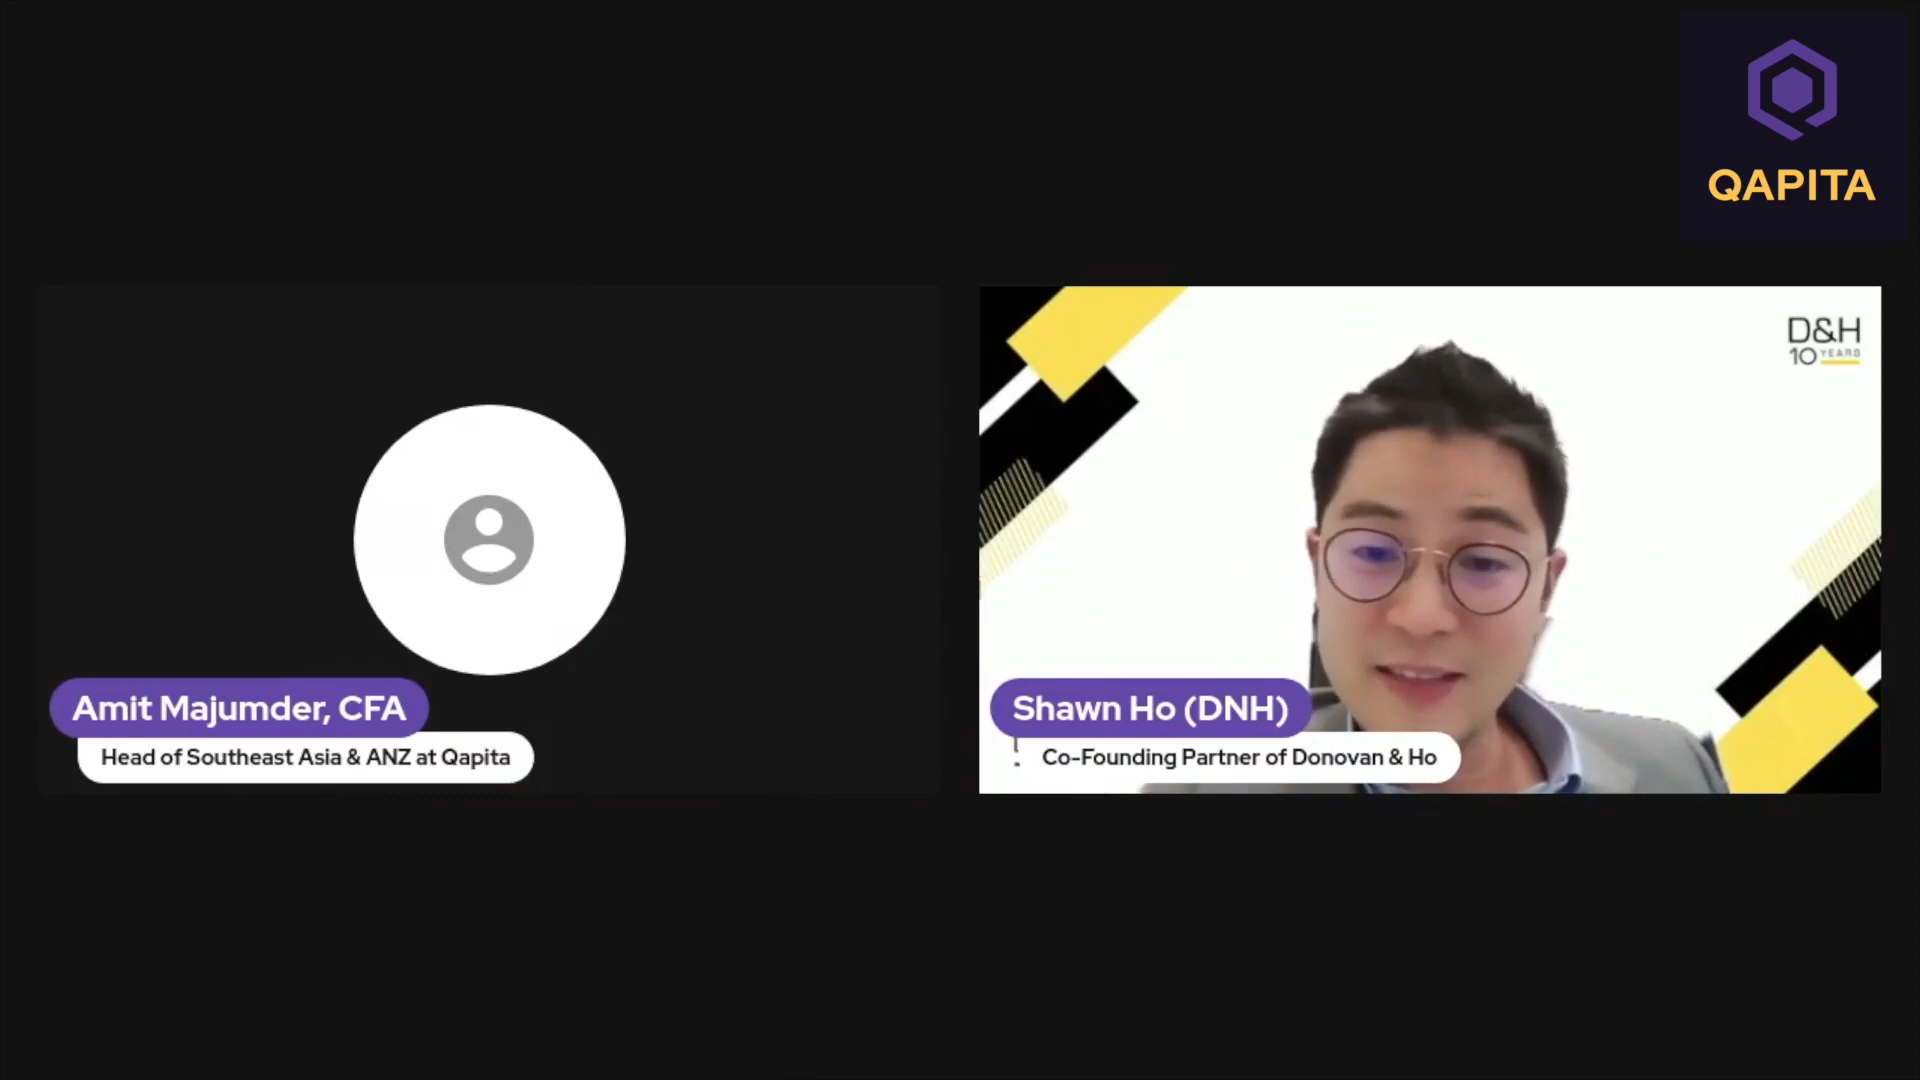 QAPITA
D&H
10 YEARS
Amit Majumder, CFA
Head of Southeast Asia & ANZ at Qapita
Shawn Ho (DNH)
Co-Founding Partner of Donovan & Ho